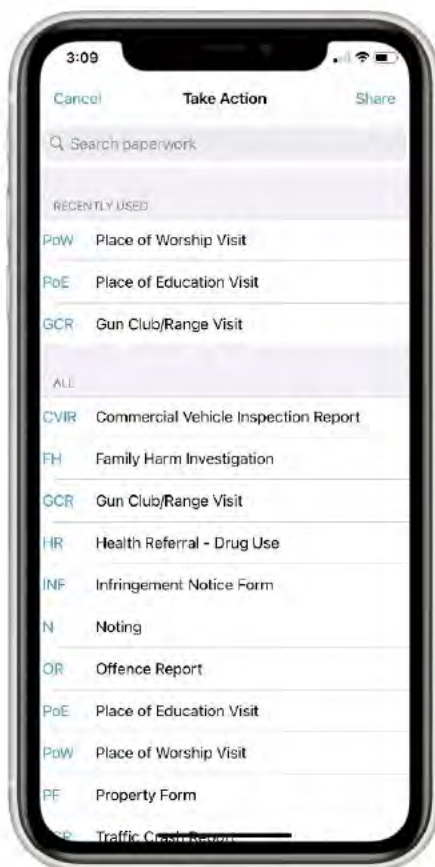 3:09
Cancel Take Action Share
Search paperwork
RECENTLY USED
PoW Place of Worship Visit
PoE Place of Education Visit
GCR Gun Club/Range Visit
ALL
CVIR Commercial Vehicle Inspection Report
FH Family Harm Investigation
GCR Gun Club/Range Visit
HR Health Referral - Drug Use
INF Infringement Notice Form
N Noting
OR Offence Report
PoE Place of Education Visit
PoW Place of Worship Visit
PF Property Form
Traffic Crash Report